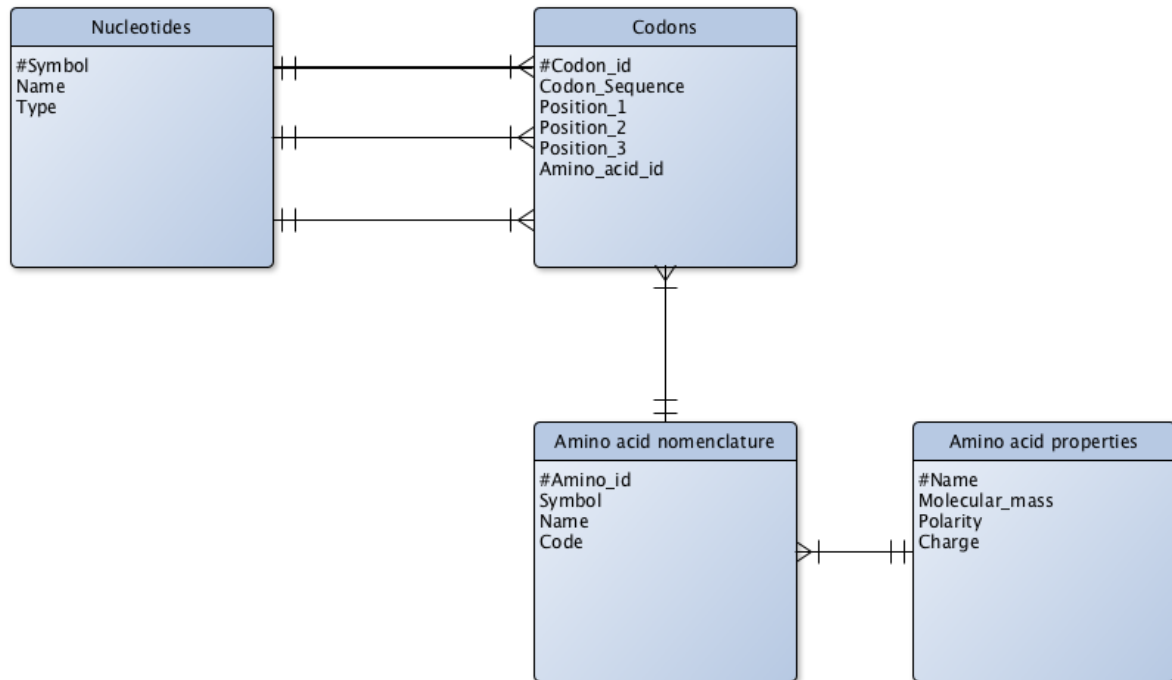 Nucleotides
#Symbol
Name
Type
Codons
#Codon_id
Codon_Sequence
Position_1
Position_2
Position_3
Amino_acid_id
Amino acid nomenclature
#Amino_id
Symbol
Name
Code
Amino acid properties
#Name
Molecular_mass
Polarity
Charge